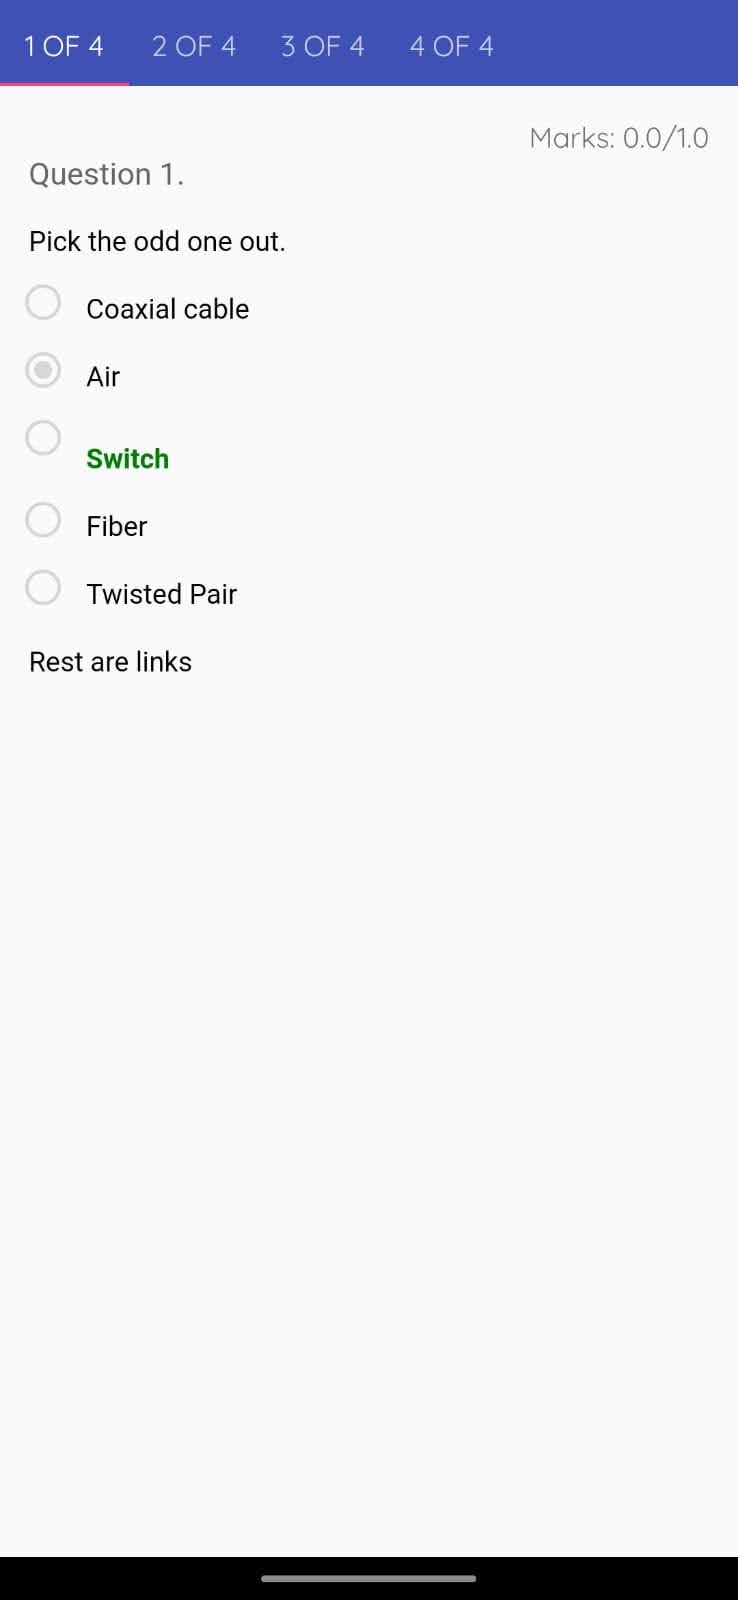 1 OF 4 2 OF 4 3 OF 4 4 OF 4
Marks: 0.0/1.0
Question 1.
Pick the odd one out.
Coaxial cable
Air
Switch
Fiber
Twisted Pair
Rest are links